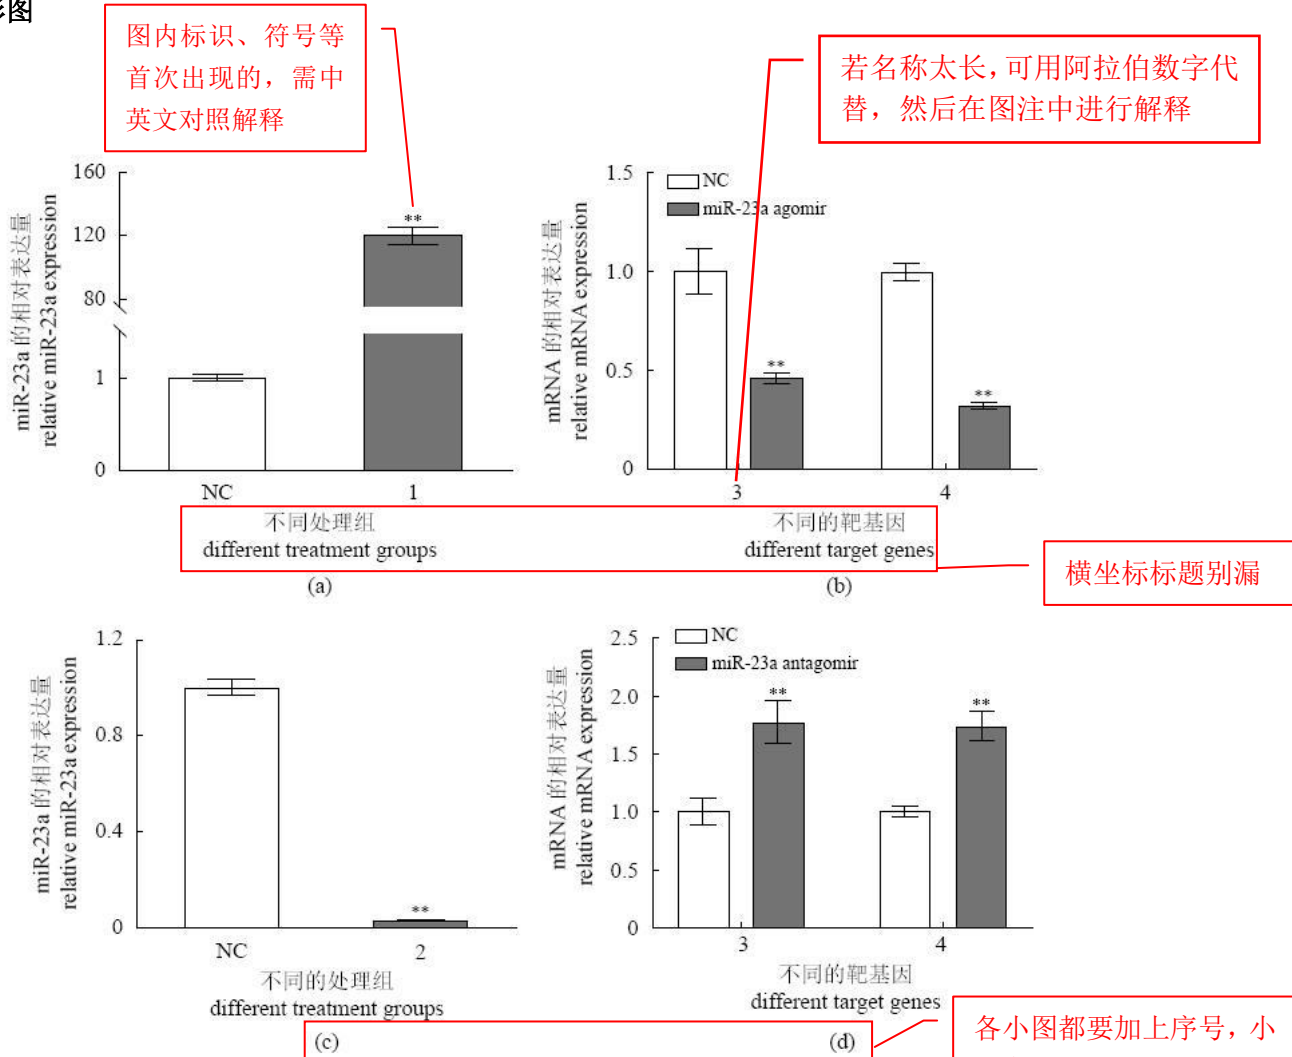 形图
图内标识、符号等
首次出现的，需中
英文对照解释
若名称太长，可用阿拉伯数字代
替，然后在图注中进行解释
miR-23a 的相对表达量
relative miR-23a expression
160
120
80
1
0
**
NC
1
不同处理组
different treatment groups
(a)
mRNA 的相对表达量
relative mRNA expression
1.5
1.0
0.5
0
NC
miR-23a agomir
**
**
3
4
不同的靶基因
different target genes
(b)
横坐标标题别漏
miR-23a 的相对表达量
relative miR-23a expression
1.2
0.8
0.4
0
**
NC
2
不同的处理组
different treatment groups
(c)
mRNA 的相对表达量
relative mRNA expression
2.5
2.0
1.5
1.0
0.5
0
NC
miR-23a antagomir
**
**
3
4
不同的靶基因
different target genes
(d)
各小图都要加上序号，小